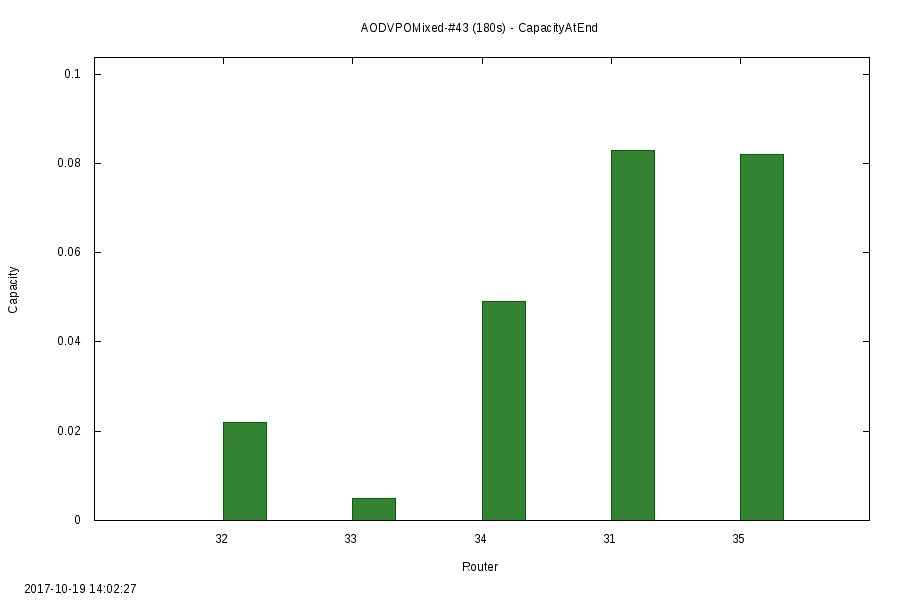 AODVPOMixed-#43 (180s) - CapacityAtEnd
0.1
0.08
0.06
0.04
0.02
0
Capacity
32 33 34 31 35
Router
2017-10-19 14:02:27